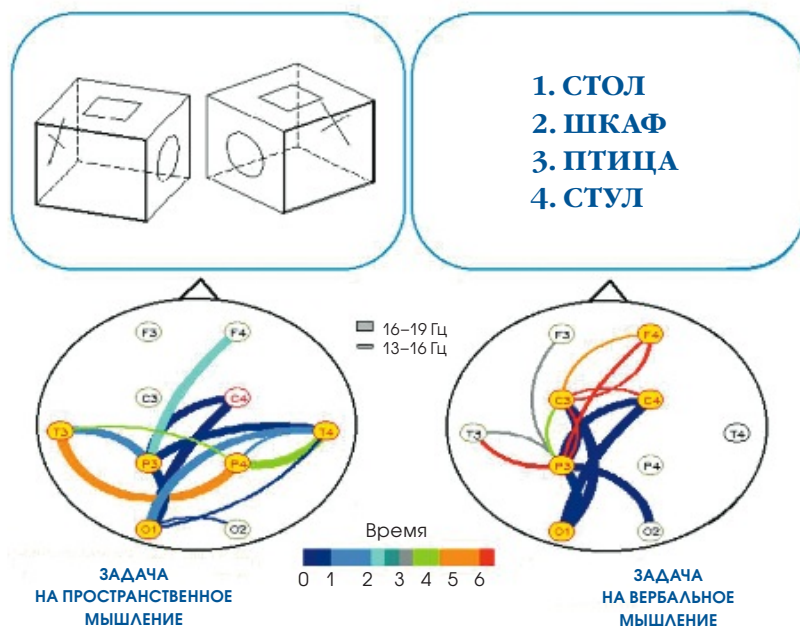 1. СТОЛ
2. ШКАФ
3. ПТИЦА
4. СТУЛ
F3
F4
C3
C4
T3
T4
P3
P4
O1
O2
16–19 Гц
13–16 Гц
F3
F4
C3
C4
T3
T4
P3
P4
O1
O2
Время
0 1 2 3 4 5 6
ЗАДАЧА
НА ПРОСТРАНСТВЕННОЕ
МЫШЛЕНИЕ
ЗАДАЧА
НА ВЕРБАЛЬНОЕ
МЫШЛЕНИЕ